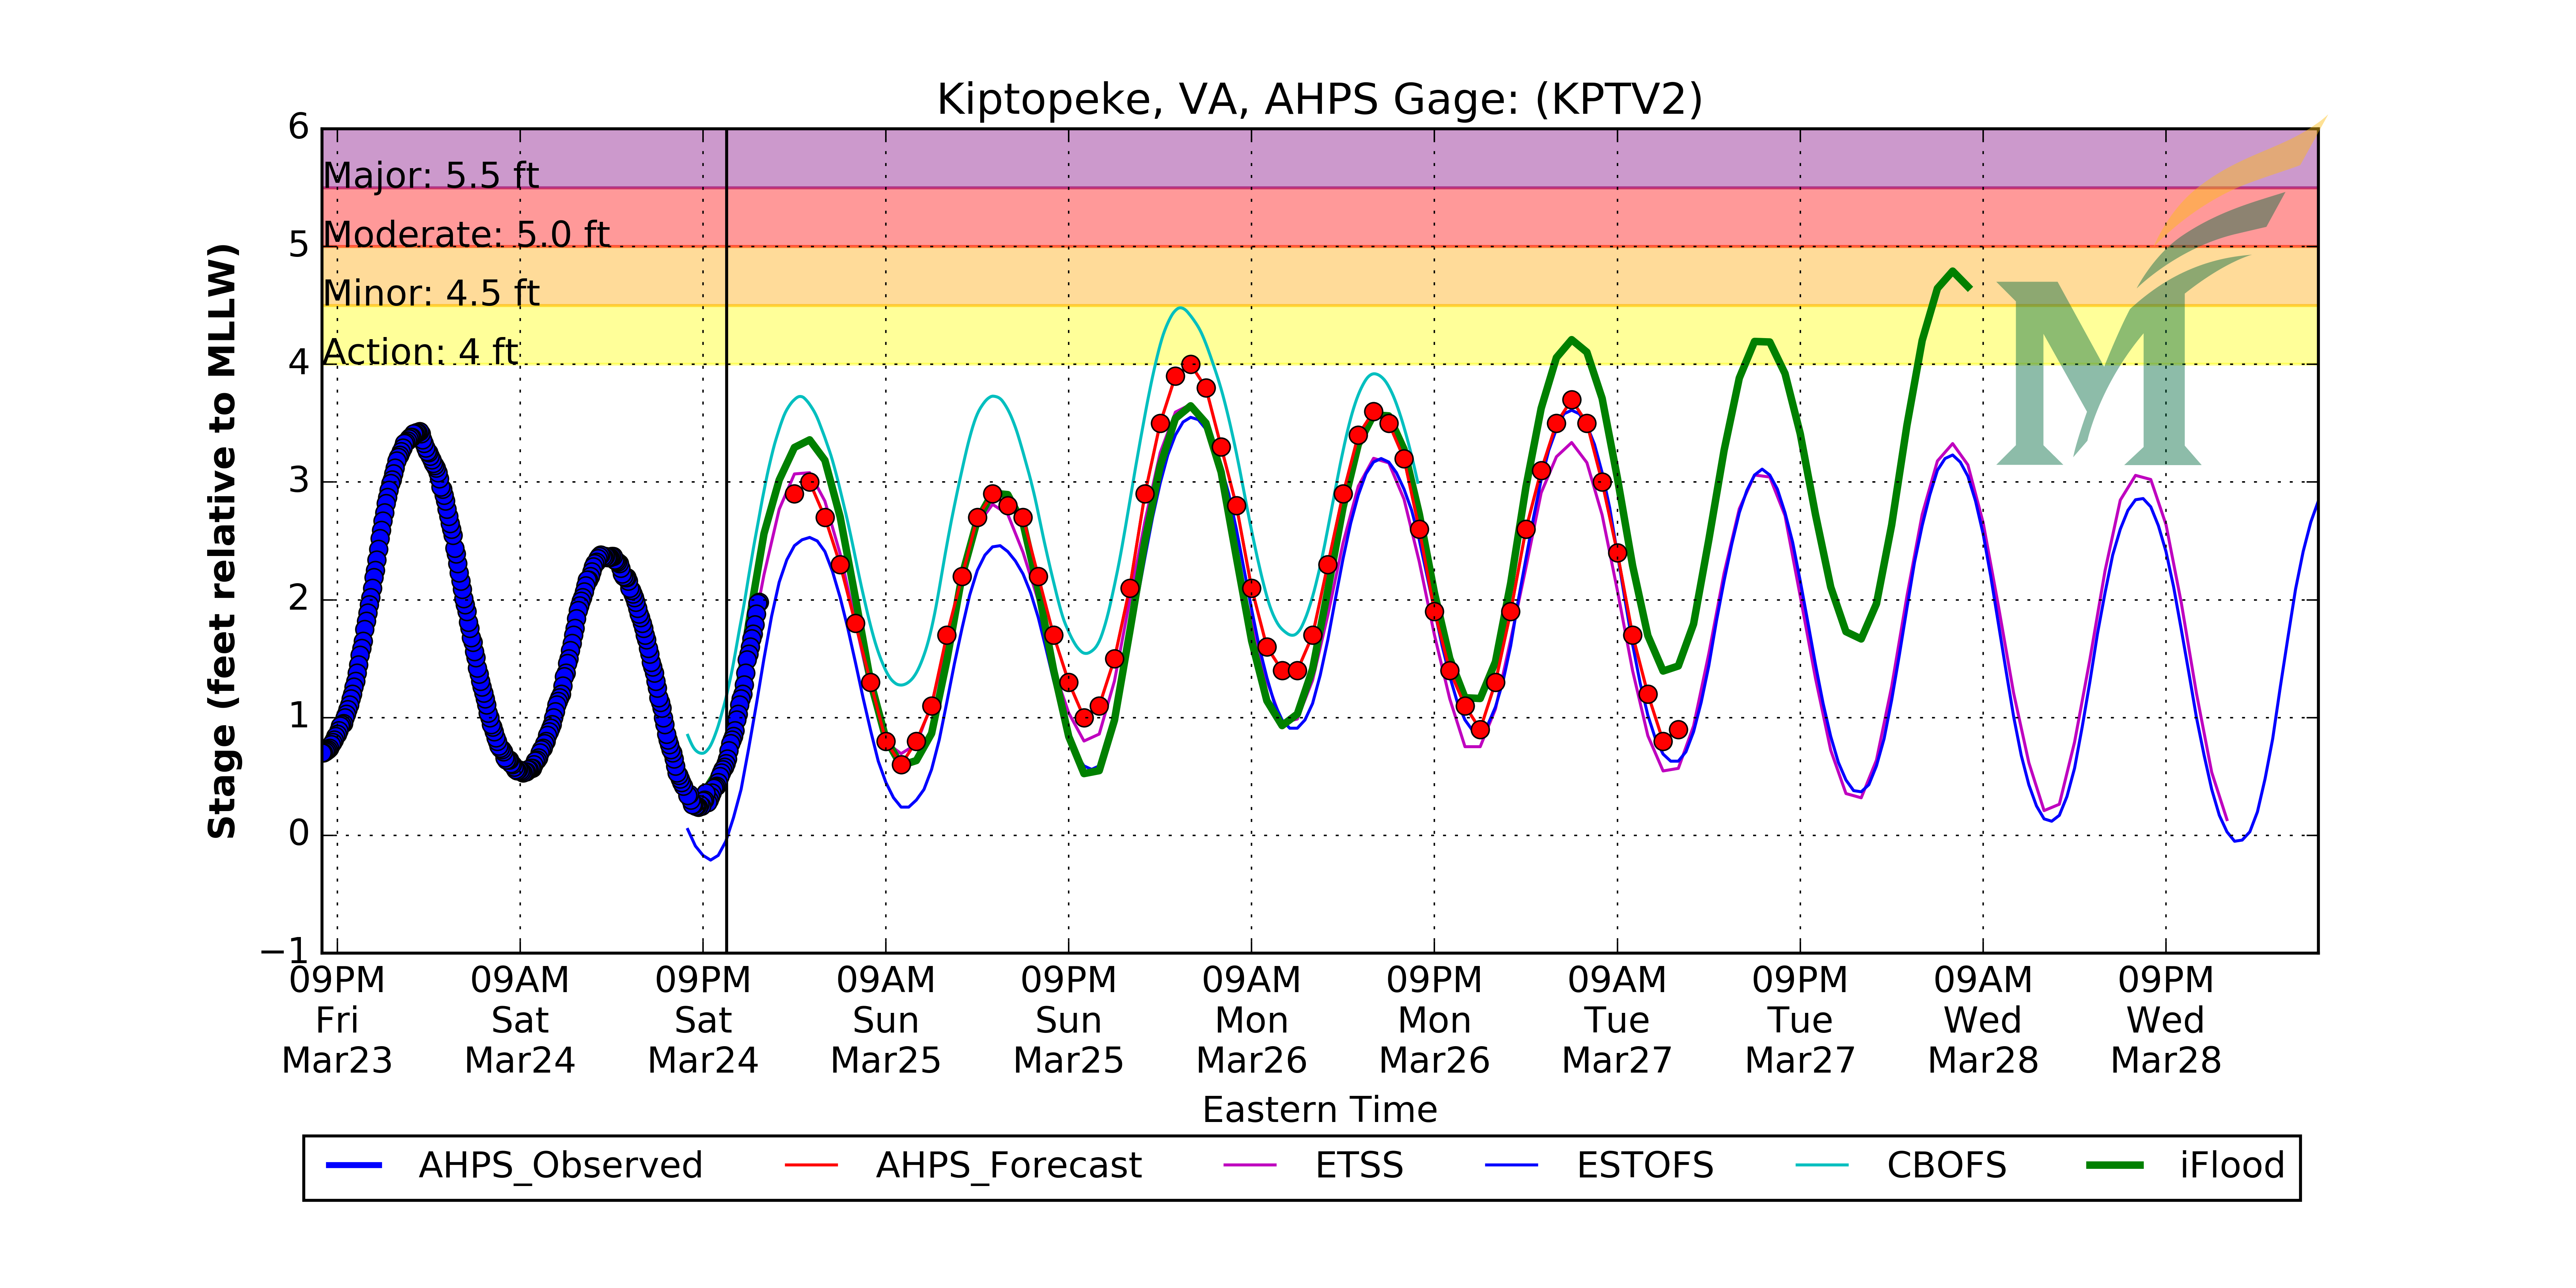 Kiptopeke, VA, AHPS Gage: (KPTV2)
Stage (feet relative to MLLW)
6
5
4
3
2
1
0
−1
Major: 5.5 ft
Moderate: 5.0 ft
Minor: 4.5 ft
Action: 4 ft
M
09PM 09AM 09PM 09AM 09PM 09AM 09PM 09AM 09PM 09AM 09PM
Fri Sat Sat Sun Sun Mon Mon Tue Tue Wed Wed
Mar23 Mar24 Mar24 Mar25 Mar25 Mar26 Mar26 Mar27 Mar27 Mar28 Mar28
Eastern Time
AHPS_Observed AHPS_Forecast ETSS ESTOFS CBOFS iFlood